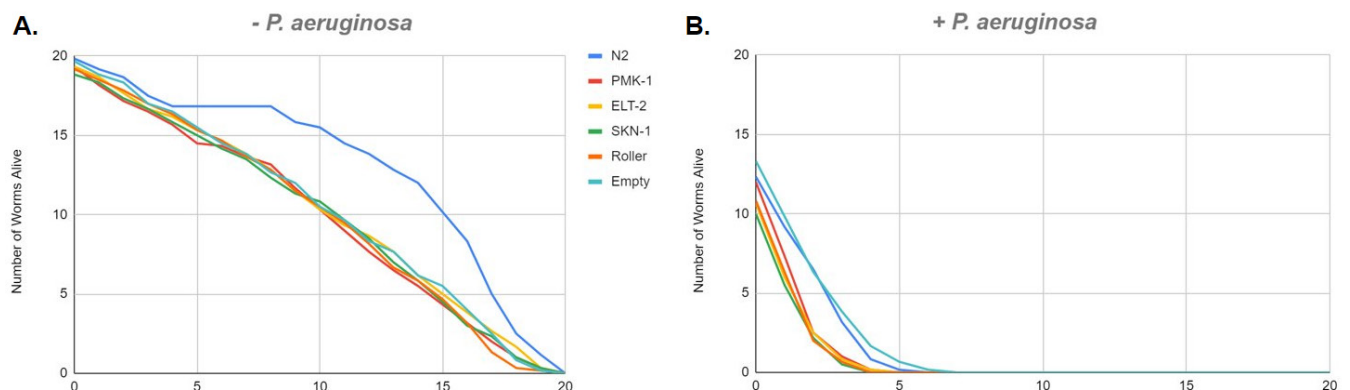 A.
- P. aeruginosa
20
15
10
5
0
Number of Worms Alive
0 5 10 15 20
N2
PMK-1
ELT-2
SKN-1
Roller
Empty
B.
+ P. aeruginosa
20
15
10
5
0
Number of Worms Alive
0 5 10 15 20